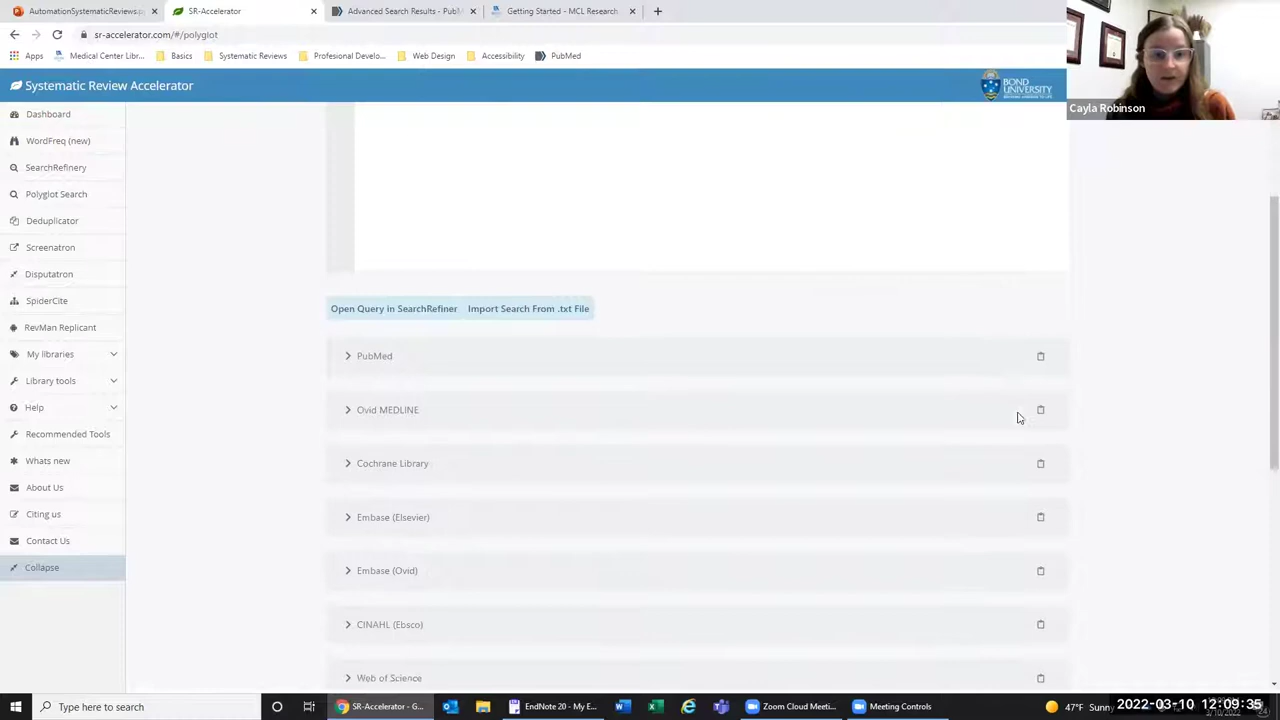 AutomationSystematicReviews.p
SR-Accelerator
Advanced Search Results - PubM
Getting Started - MCL Research
sr-accelerator.com/#/polyglot
Apps
Medical Center Libr...
Basics
Systematic Reviews
Profesional Develo...
Web Design
Accessibility
PubMed
Systematic Review Accelerator
BOND
UNIVERSITY
Cayla Robinson
Dashboard
WordFreq (new)
SearchRefinery
Polyglot Search
Deduplicator
Screenatron
Disputatron
SpiderCite
RevMan Replicant
My libraries
Library tools
Help
Recommended Tools
Whats new
About Us
Citing us
Contact Us
Collapse
Open Query in SearchRefiner
Import Search From .txt File
PubMed
Ovid MEDLINE
Cochrane Library
Embase (Elsevier)
Embase (Ovid)
CINAHL (Ebsco)
Web of Science
Type here to search
SR-Accelerator - G...
EndNote 20 - My E...
Zoom Cloud Meeti...
Meeting Controls
47°F Sunny
2022-03-10 12:09:35